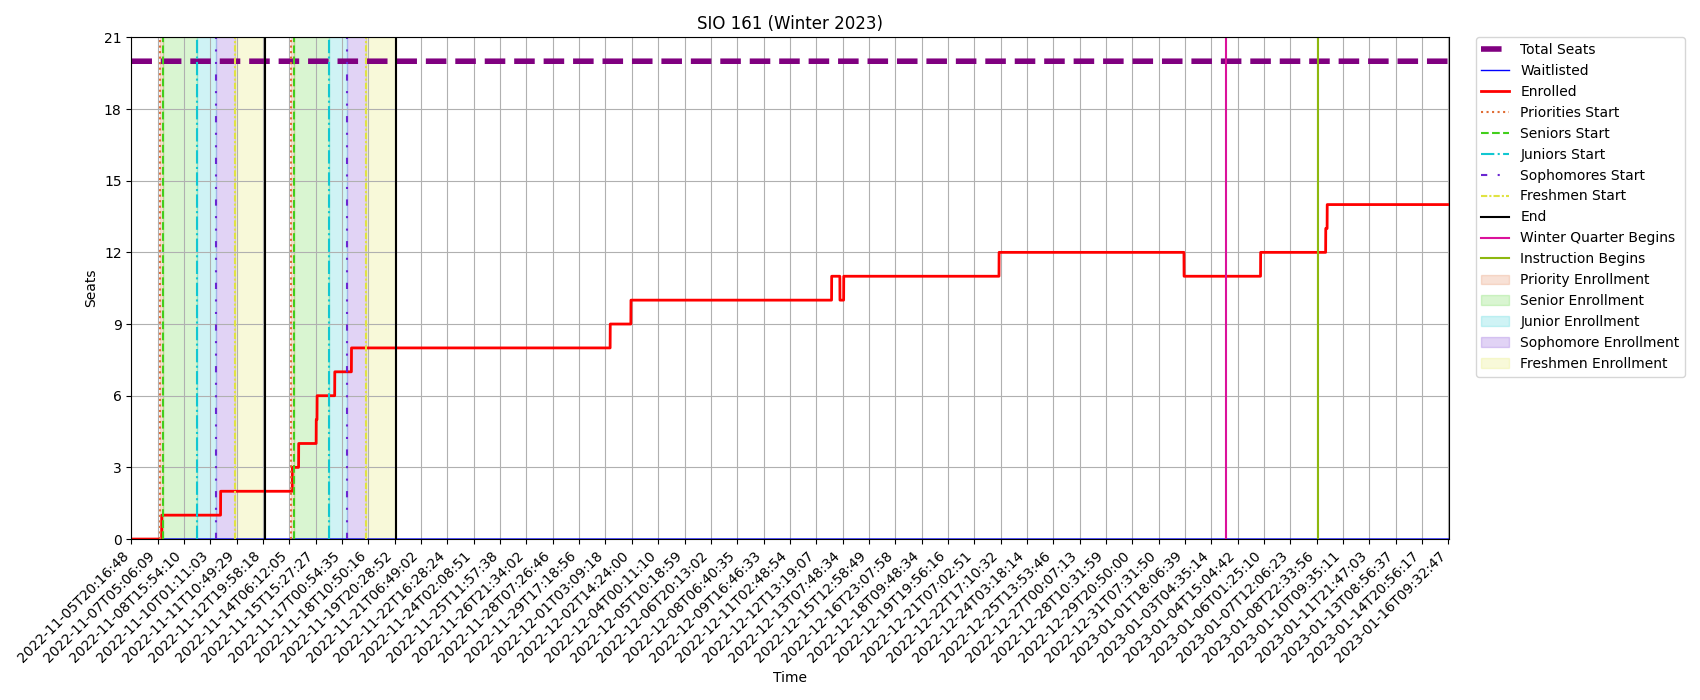 SIO 161 (Winter 2023)
21
18
15
12
9
6
3
0
Seats
2022-11-05T20:16:48
2022-11-07T05:06:09
2022-11-08T15:54:10
2022-11-10T01:11:03
2022-11-11T10:49:29
2022-11-12T19:58:18
2022-11-14T06:12:05
2022-11-15T15:27:27
2022-11-17T00:54:35
2022-11-18T10:50:16
2022-11-19T20:28:52
2022-11-21T06:49:02
2022-11-22T16:28:24
2022-11-24T02:08:51
2022-11-25T11:57:38
2022-11-26T21:34:02
2022-11-28T07:26:46
2022-11-29T17:18:56
2022-12-01T03:09:18
2022-12-02T14:24:00
2022-12-04T00:11:10
2022-12-05T10:18:59
2022-12-06T20:13:02
2022-12-08T06:40:35
2022-12-09T16:46:33
2022-12-11T02:48:54
2022-12-12T13:19:07
2022-12-13T07:48:34
2022-12-15T12:58:49
2022-12-16T23:07:58
2022-12-18T09:48:34
2022-12-19T19:56:16
2022-12-21T07:02:51
2022-12-22T17:10:32
2022-12-24T03:18:14
2022-12-25T13:53:46
2022-12-27T00:07:13
2022-12-28T10:31:59
2022-12-29T20:50:00
2022-12-31T07:31:50
2023-01-01T18:06:39
2023-01-03T04:35:14
2023-01-04T15:04:42
2023-01-06T01:25:10
2023-01-07T12:06:23
2023-01-08T22:33:56
2023-01-10T09:35:11
2023-01-11T21:47:03
2023-01-13T08:56:37
2023-01-14T20:56:17
2023-01-16T09:32:47
Time
Total Seats
Waitlisted
Enrolled
Priorities Start
Seniors Start
Juniors Start
Sophomores Start
Freshmen Start
End
Winter Quarter Begins
Instruction Begins
Priority Enrollment
Senior Enrollment
Junior Enrollment
Sophomore Enrollment
Freshmen Enrollment